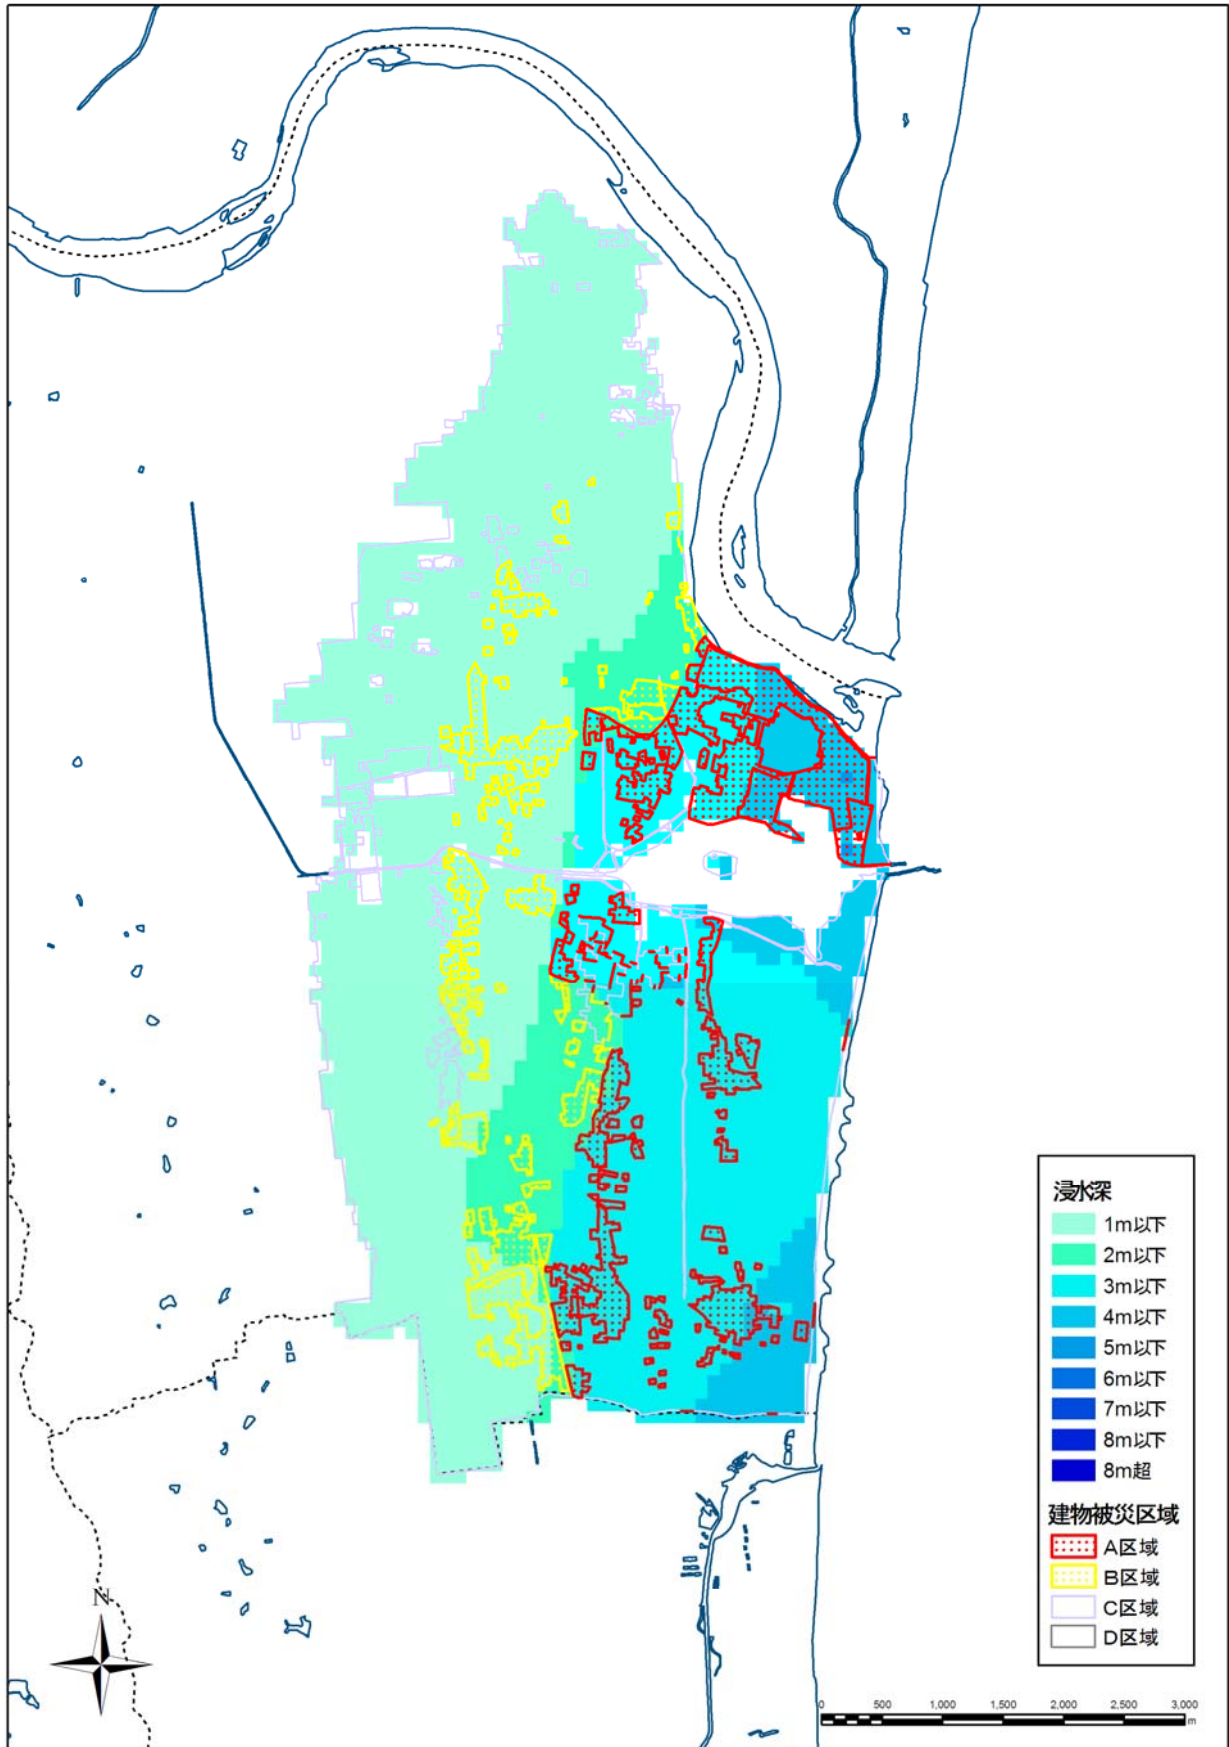 浸水深
1m以下
2m以下
3m以下
4m以下
5m以下
6m以下
7m以下
8m以下
8m超
建物被災区域
A区域
B区域
C区域
D区域
N
0 500 1,000 1,500 2,000 2,500 3,000
m